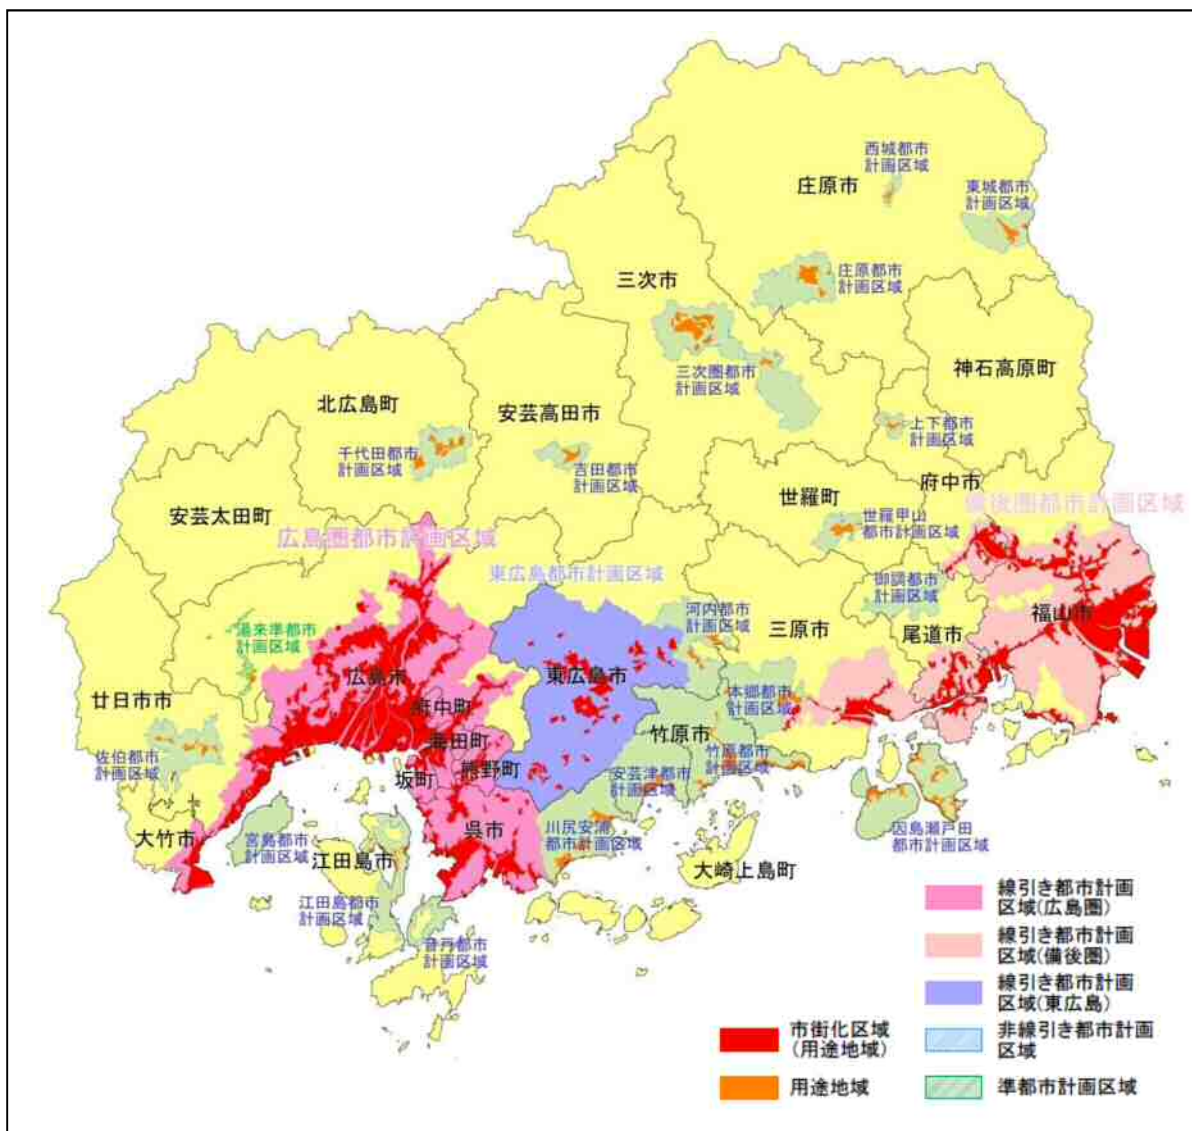 西城都市
計画区域
庄原市
東城都市
計画区域
庄原都市
計画区域
三次市
三次圏都市
計画区域
神石高原町
北広島町
安芸高田市
千代田都市
計画区域
吉田都市
計画区域
上下都市
計画区域
府中市
世羅町
備後圏都市計画区域
安芸太田町
世羅甲山
都市計画区域
広島圏都市計画区域
東広島都市計画区域
御調都市
計画区域
河内都市
計画区域
三原市
尾道市
福山市
湯来準都市
計画区域
広島市
東広島市
廿日市市
府中町
本郷都市
計画区域
海田町
竹原市
竹原都市
計画区域
佐伯都市
計画区域
坂町
熊野町
安芸津都市
計画区域
大竹市
宮島都市
計画区域
呉市
川尻安浦
都市計画区域
因島瀬戸田
都市計画区域
江田島市
大崎上島町
江田島都市
計画区域
音戸都市
計画区域
線引き都市計画
区域(広島圏)
線引き都市計画
区域(備後圏)
線引き都市計画
区域(東広島)
市街化区域
(用途地域)
非線引き都市計画
区域
用途地域
準都市計画区域